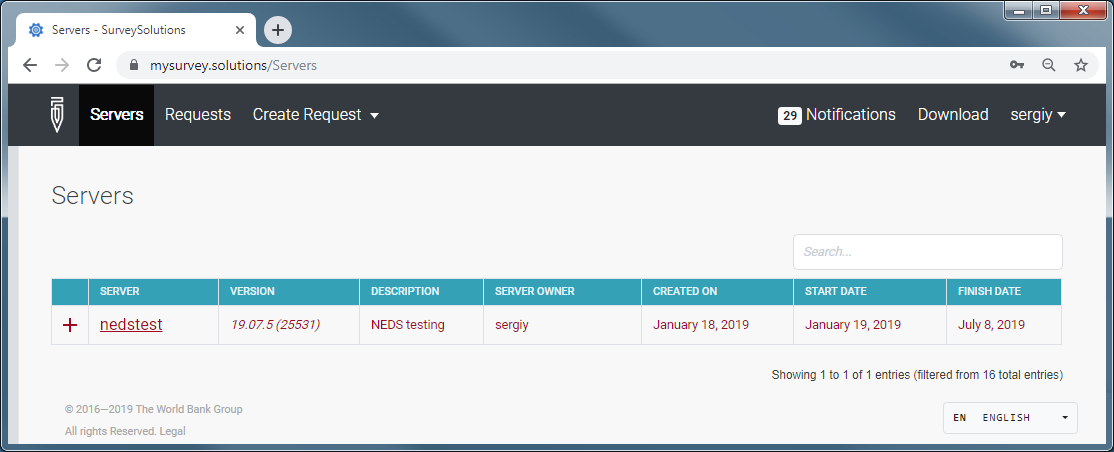 Servers - SurveySolutions
mysurvey.solutions/Servers
Servers Requests Create Request 29 Notifications Download sergiy
Servers
Search...
SERVER VERSION DESCRIPTION SERVER OWNER CREATED ON START DATE FINISH DATE
nedstest 19.07.5 (25531) NEDS testing sergiy January 18, 2019 January 19, 2019 July 8, 2019
Showing 1 to 1 of 1 entries (filtered from 16 total entries)
© 2016—2019 The World Bank Group
EN ENGLISH
All rights Reserved. Legal